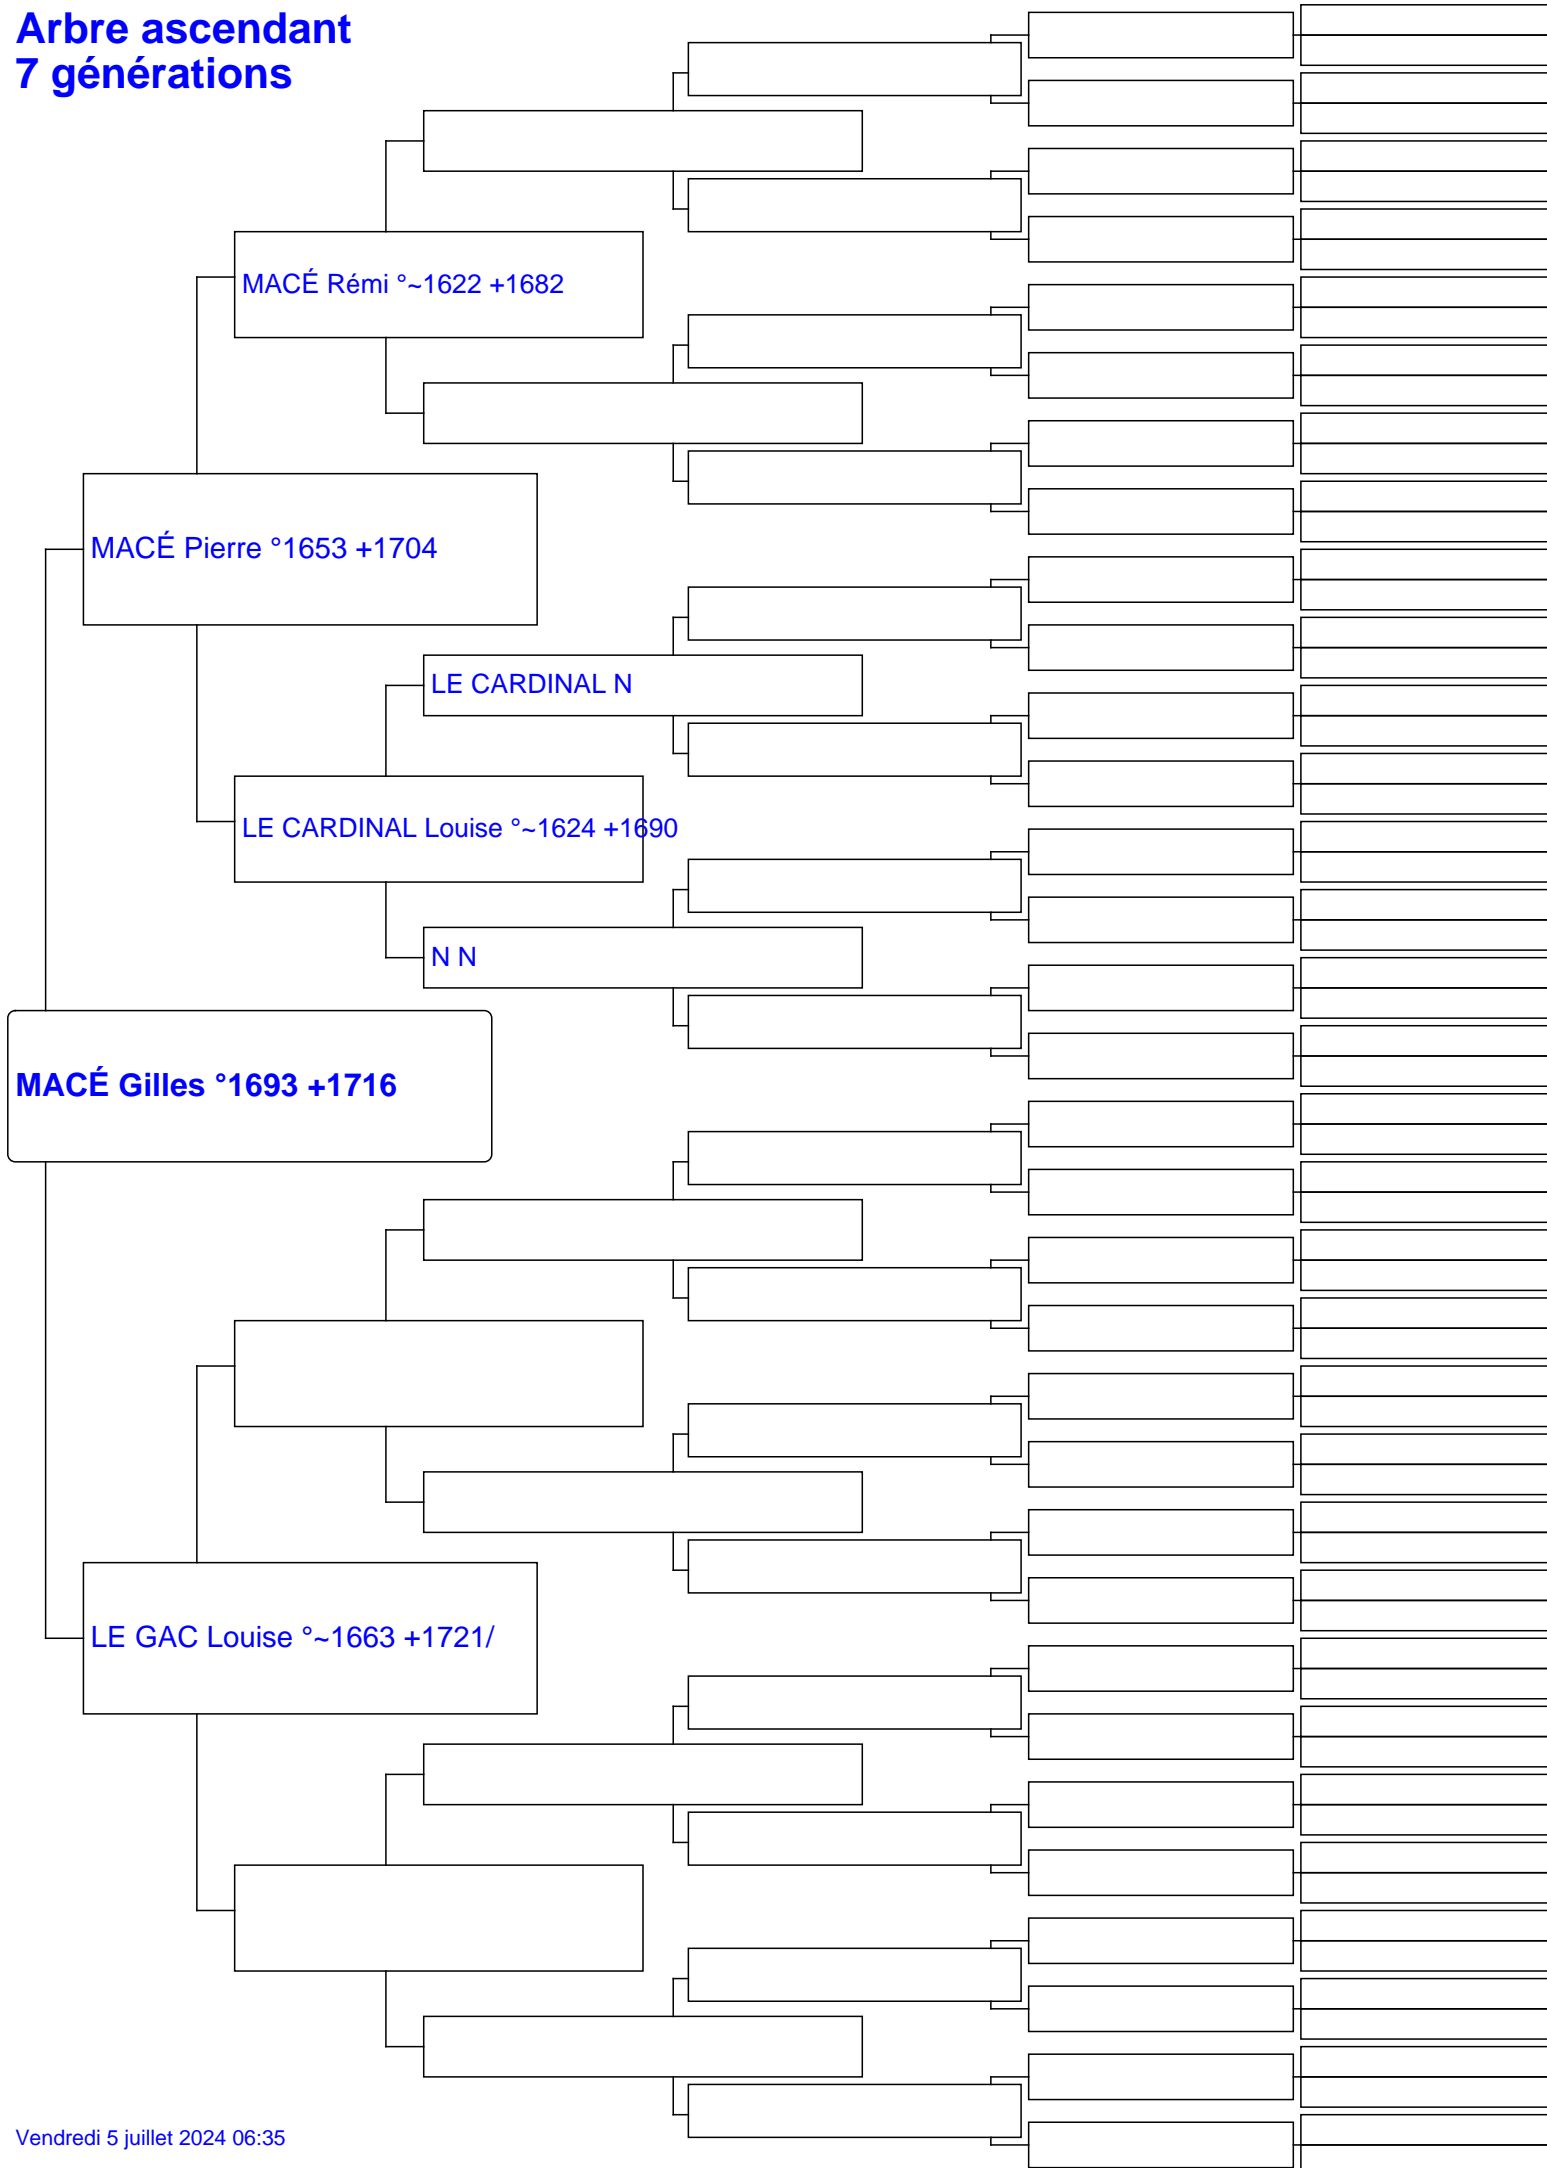 Arbre ascendant
7 générations
MACÉ Rémi °~1622 +1682
MACÉ Pierre °1653 +1704
LE CARDINAL N
LE CARDINAL Louise °~1624 +1690
N N
MACÉ Gilles °1693 +1716
LE GAC Louise °~1663 +1721/
Vendredi 5 juillet 2024 06:35